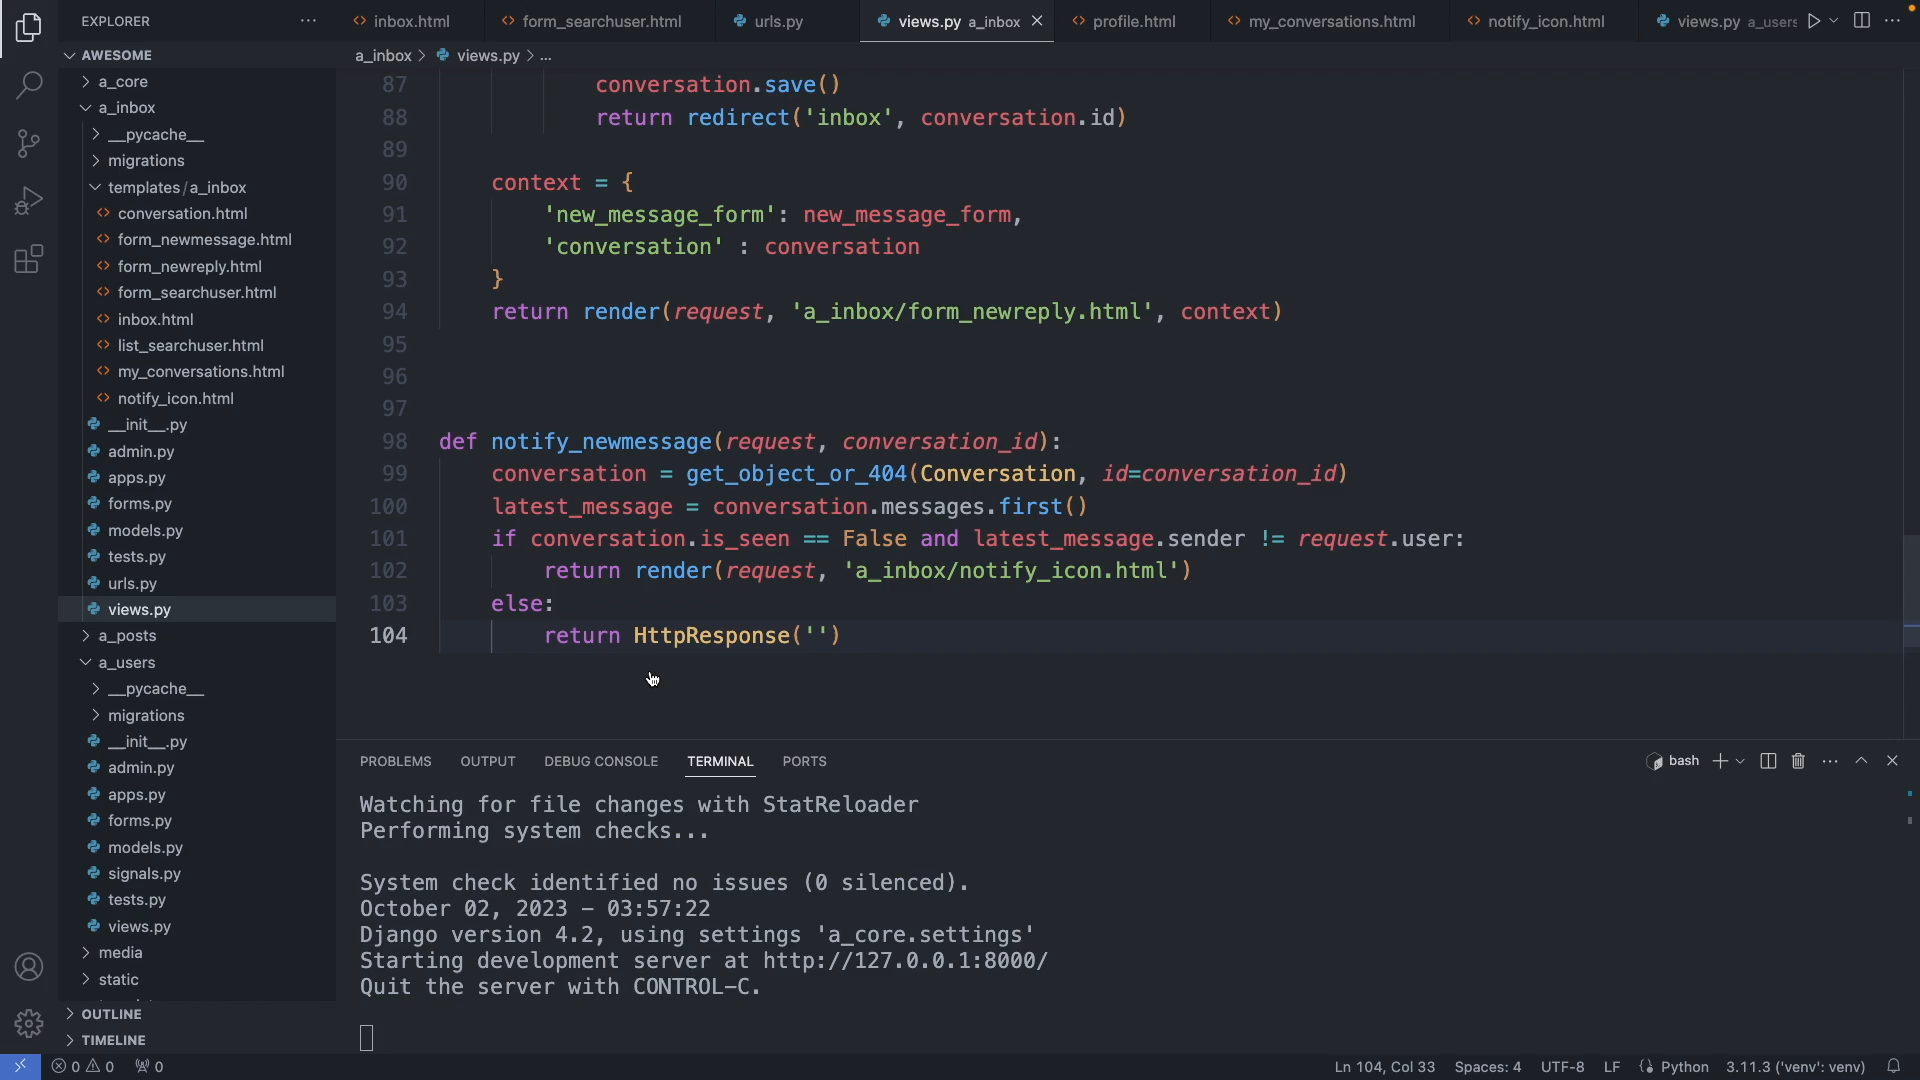 EXPLORER
AWESOME
a_core
a_inbox
__pycache__
migrations
templates/a_inbox
conversation.html
form_newmessage.html
form_newreply.html
form_searchuser.html
inbox.html
list_searchuser.html
my_conversations.html
notify_icon.html
__init__.py
admin.py
apps.py
forms.py
models.py
tests.py
urls.py
views.py
a_posts
a_users
__pycache__
migrations
__init__.py
admin.py
apps.py
forms.py
models.py
signals.py
tests.py
views.py
media
static
OUTLINE
TIMELINE
inbox.html form_searchuser.html urls.py views.py a_inbox profile.html my_conversations.html notify_icon.html views.py a_users
a_inbox > views.py > ...
87 conversation.save()
88 return redirect('inbox', conversation.id)
89
90 context = {
91 'new_message_form': new_message_form,
92 'conversation' : conversation
93 }
94 return render(request, 'a_inbox/form_newreply.html', context)
95
96
97
98 def notify_newmessage(request, conversation_id):
99 conversation = get_object_or_404(Conversation, id=conversation_id)
100 latest_message = conversation.messages.first()
101 if conversation.is_seen == False and latest_message.sender != request.user:
102 return render(request, 'a_inbox/notify_icon.html')
103 else:
104 return HttpResponse('')
PROBLEMS OUTPUT DEBUG CONSOLE TERMINAL PORTS
bash
Watching for file changes with StatReloader
Performing system checks...
System check identified no issues (0 silenced).
October 02, 2023 - 03:57:22
Django version 4.2, using settings 'a_core.settings'
Starting development server at http://127.0.0.1:8000/
Quit the server with CONTROL-C.
0 0 0
Ln 104, Col 33 Spaces: 4 UTF-8 LF Python 3.11.3 ('venv': venv)